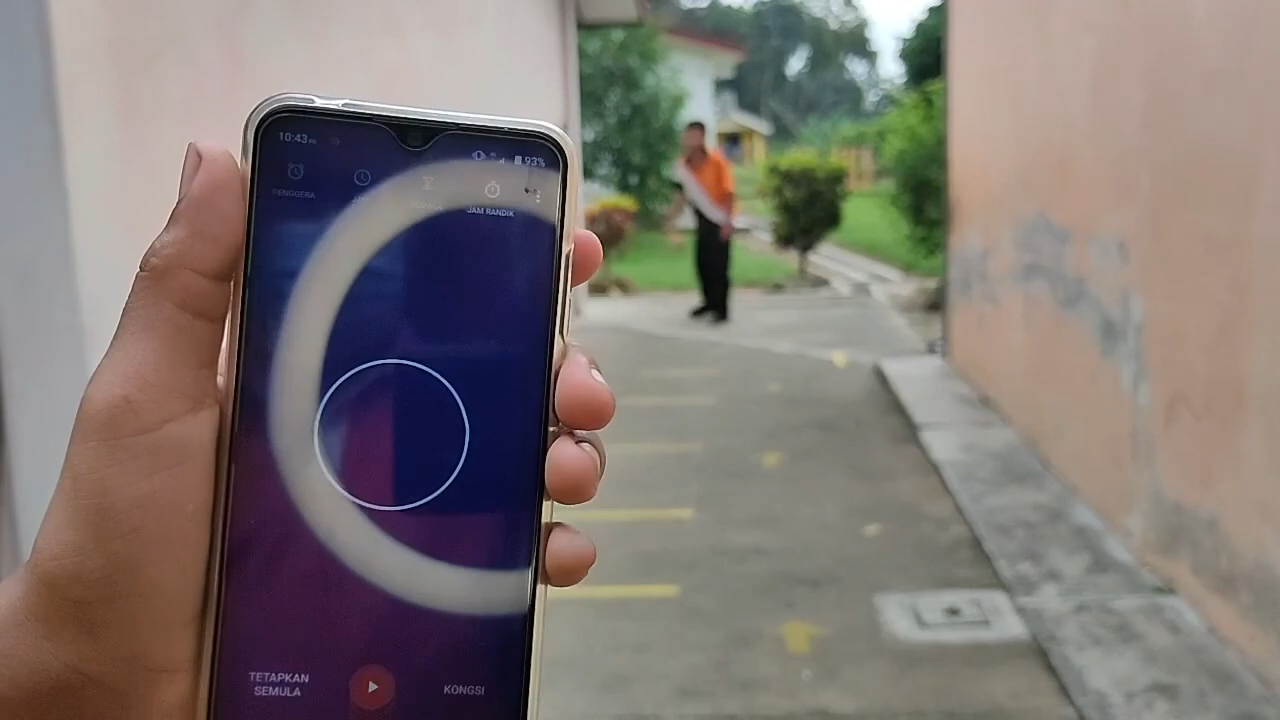 10:43
93%
PENGGERA
JAM RANDIK
TETAPKAN
SEMULA
KONGSI